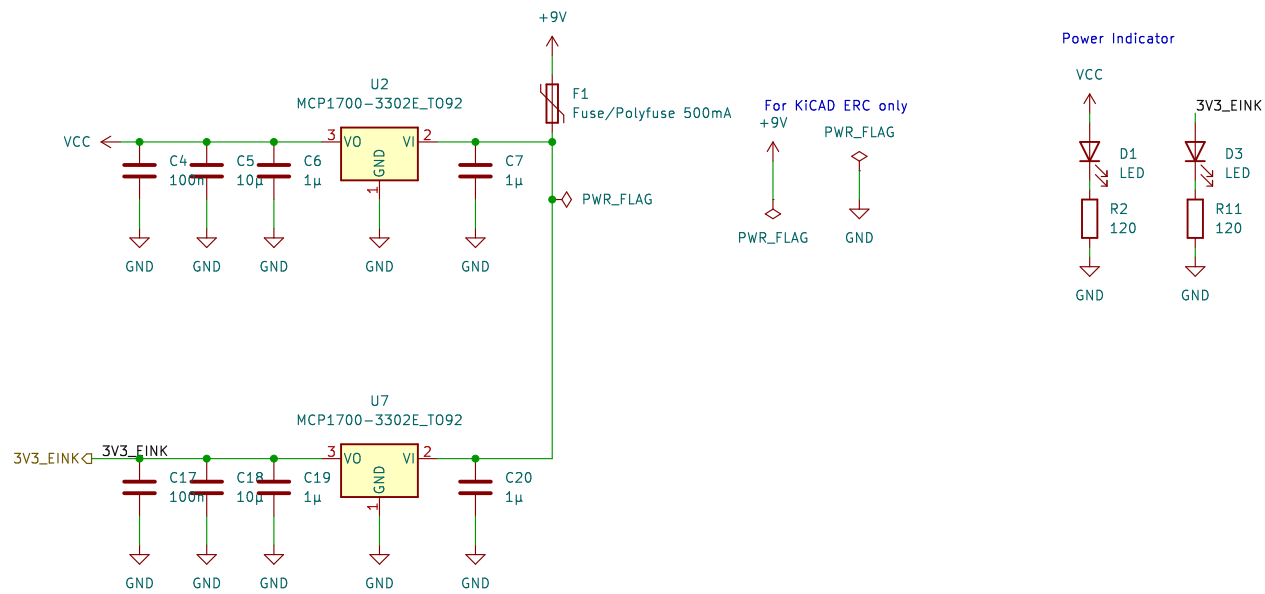 +9V
U2
MCP1700-3302E_TO92
F1
Fuse/Polyfuse 500mA
VCC
3
VO
VI
2
GND
1
C4
100n
C5
10µ
C6
1µ
C7
1µ
PWR_FLAG
GND
GND
GND
GND
GND
For KiCAD ERC only
+9V
PWR_FLAG
PWR_FLAG
GND
Power Indicator
VCC
3V3_EINK
D1
LED
D3
LED
R2
120
R11
120
GND
GND
U7
MCP1700-3302E_TO92
3V3_EINK
3V3_EINK
3
VO
VI
2
GND
1
C17
100n
C18
10µ
C19
1µ
C20
1µ
GND
GND
GND
GND
GND